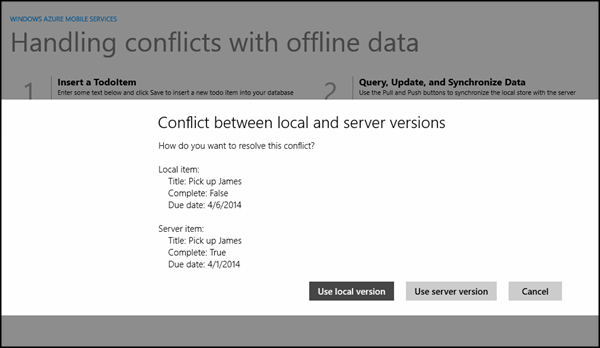 WINDOWS AZURE MOBILE SERVICES
Handling conflicts with offline data
1 Insert a TodoItem
Enter some text below and click Save to insert a new todo item into your database
2 Query, Update, and Synchronize Data
Use the Pull and Push buttons to synchronize the local store with the server
Conflict between local and server versions
How do you want to resolve this conflict?
Local item:
Title: Pick up James
Complete: False
Due date: 4/6/2014
Server item:
Title: Pick up James
Complete: True
Due date: 4/1/2014
Use local version Use server version Cancel